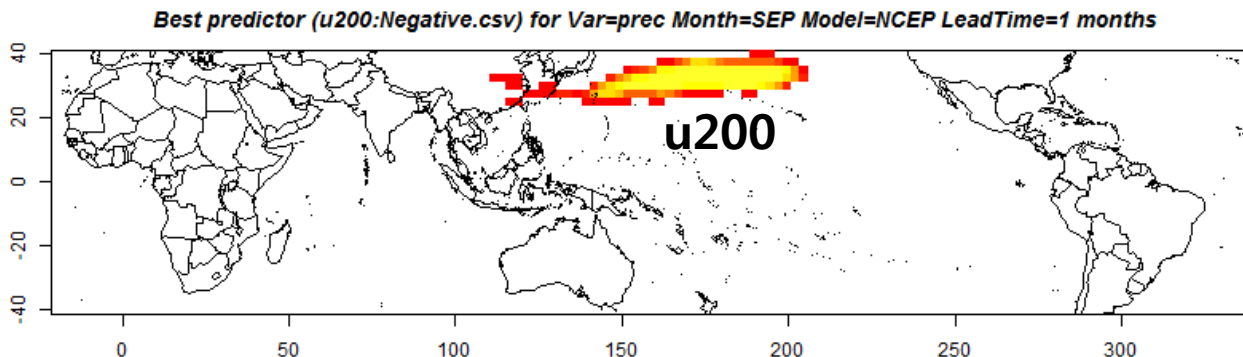 Best predictor (u200:Negative.csv) for Var=prec Month=SEP Model=NCEP LeadTime=1 months
40
20
0
-20
-40
u200
0 50 100 150 200 250 300